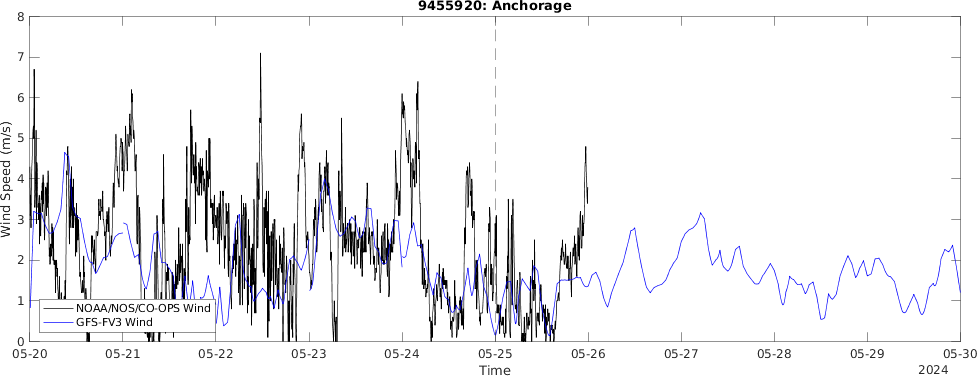 9455920: Anchorage
8
7
6
5
4
3
2
1
0
Wind Speed (m/s)
NOAA/NOS/CO-OPS Wind
GFS-FV3 Wind
05-20 05-21 05-22 05-23 05-24 05-25 05-26 05-27 05-28 05-29 05-30
Time
2024